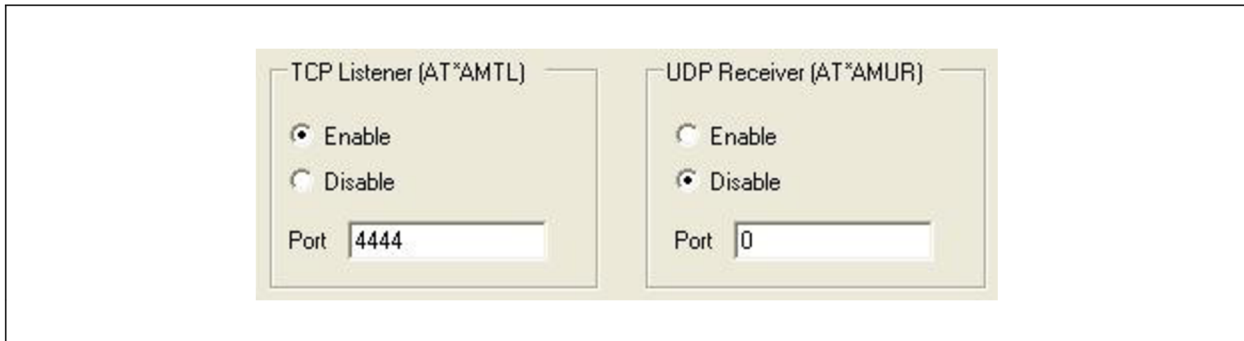 TCP Listener (AT*AMTL)
Enable
Disable
Port 4444
UDP Receiver (AT*AMUR)
Enable
Disable
Port 0